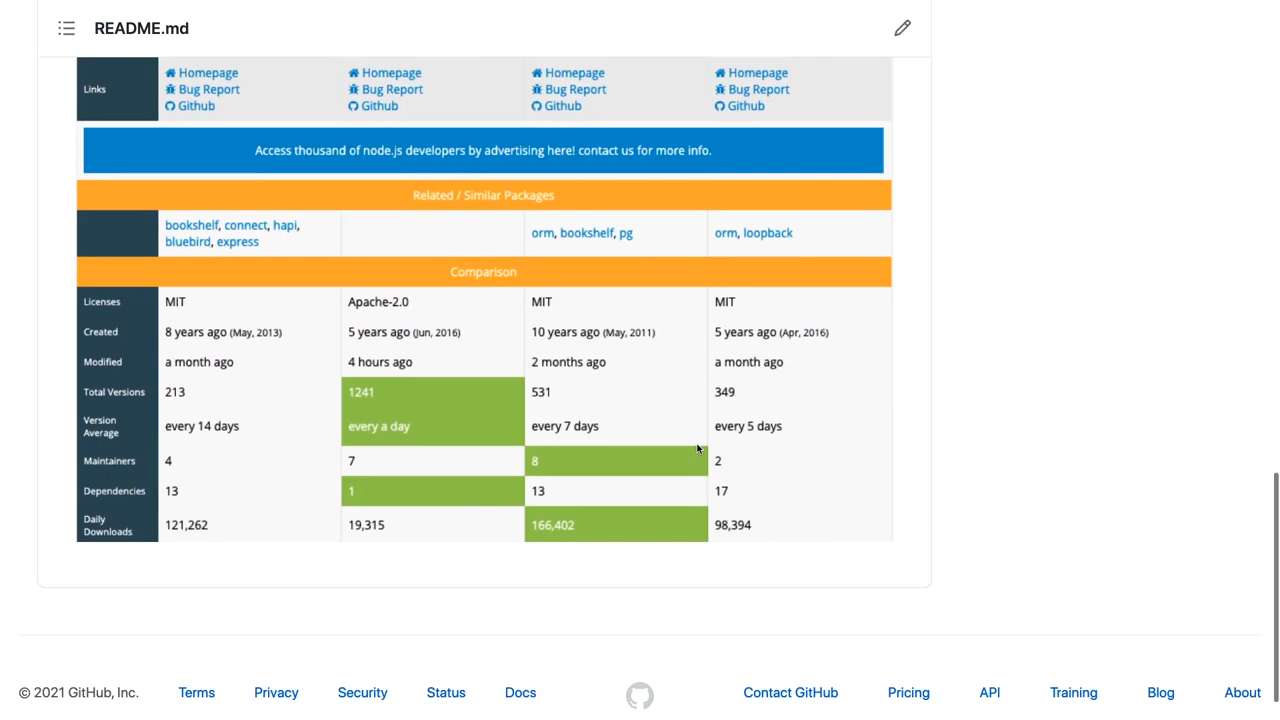 README.md
Links
Homepage Homepage Homepage Homepage
Bug Report Bug Report Bug Report Bug Report
Github Github Github Github
Access thousand of node.js developers by advertising here! contact us for more info.
Related / Similar Packages
bookshelf, connect, hapi,
bluebird, express
orm, bookshelf, pg
orm, loopback
Comparison
Licenses MIT Apache-2.0 MIT MIT
Created 8 years ago (May, 2013) 5 years ago (Jun, 2016) 10 years ago (May, 2011) 5 years ago (Apr, 2016)
Modified a month ago 4 hours ago 2 months ago a month ago
Total Versions 213 1241 531 349
Version
Average
every 14 days every a day every 7 days every 5 days
Maintainers 4 7 8 2
Dependencies 13 1 13 17
Daily
Downloads
121,262 19,315 166,402 98,394
© 2021 GitHub, Inc. Terms Privacy Security Status Docs Contact GitHub Pricing API Training Blog About